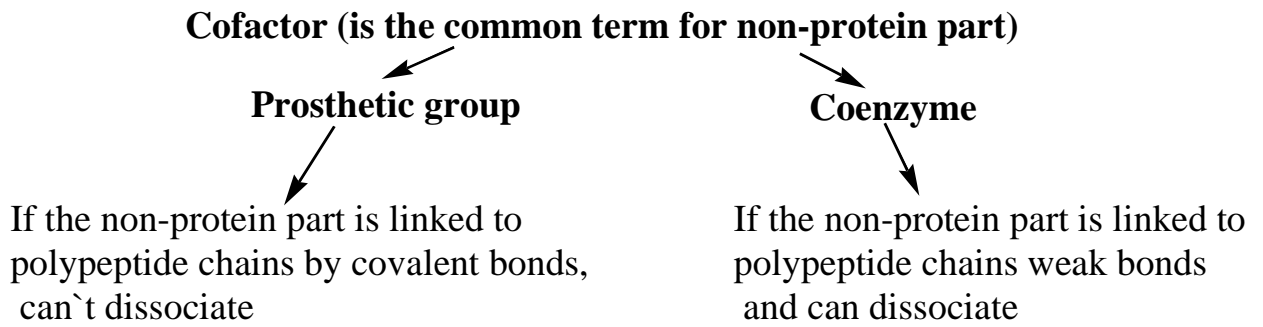 Cofactor (is the common term for non-protein part)
Prosthetic group
Coenzyme
If the non-protein part is linked to
polypeptide chains by covalent bonds,
can`t dissociate
If the non-protein part is linked to
polypeptide chains weak bonds
and can dissociate